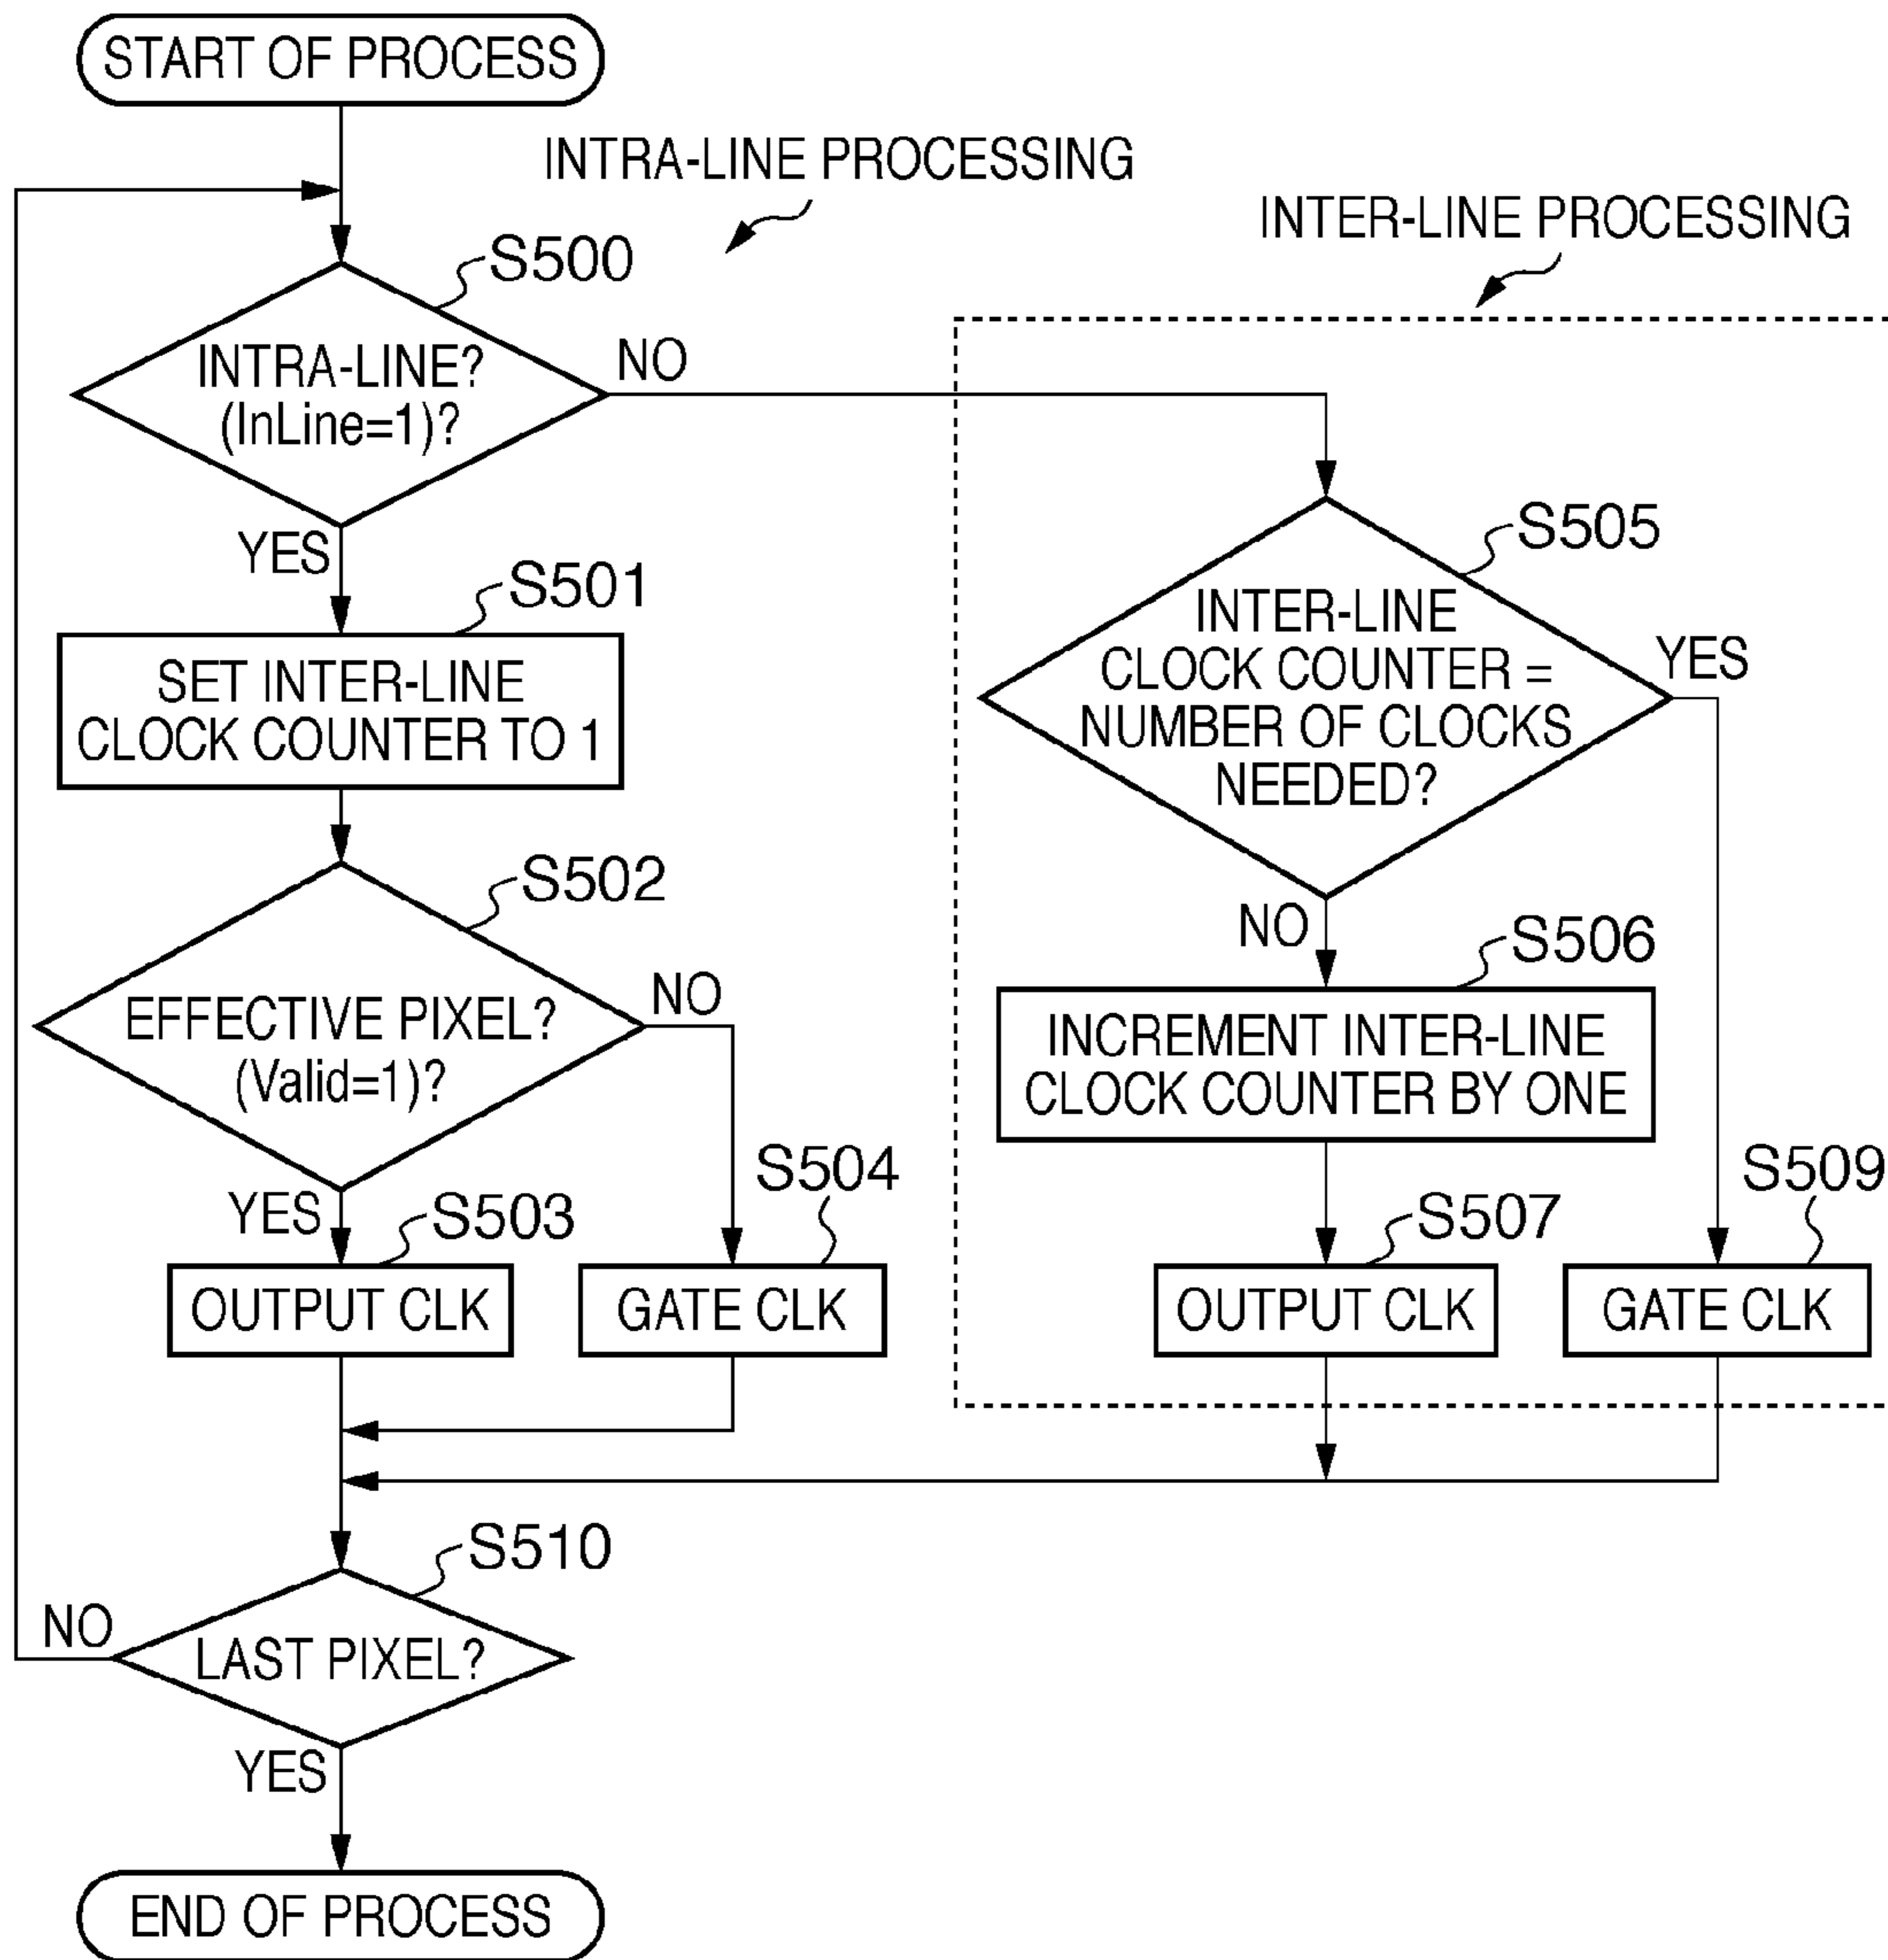 START OF PROCESS
INTRA-LINE PROCESSING
INTER-LINE PROCESSING
S500
INTRA-LINE?
(InLine=1)?
NO
YES
S501
SET INTER-LINE
CLOCK COUNTER TO 1
S502
EFFECTIVE PIXEL?
(Valid=1)?
NO
YES
S503
OUTPUT CLK
S504
GATE CLK
S505
INTER-LINE
CLOCK COUNTER =
NUMBER OF CLOCKS
NEEDED?
YES
NO
S506
INCREMENT INTER-LINE
CLOCK COUNTER BY ONE
S507
OUTPUT CLK
S509
GATE CLK
S510
LAST PIXEL?
NO
YES
END OF PROCESS